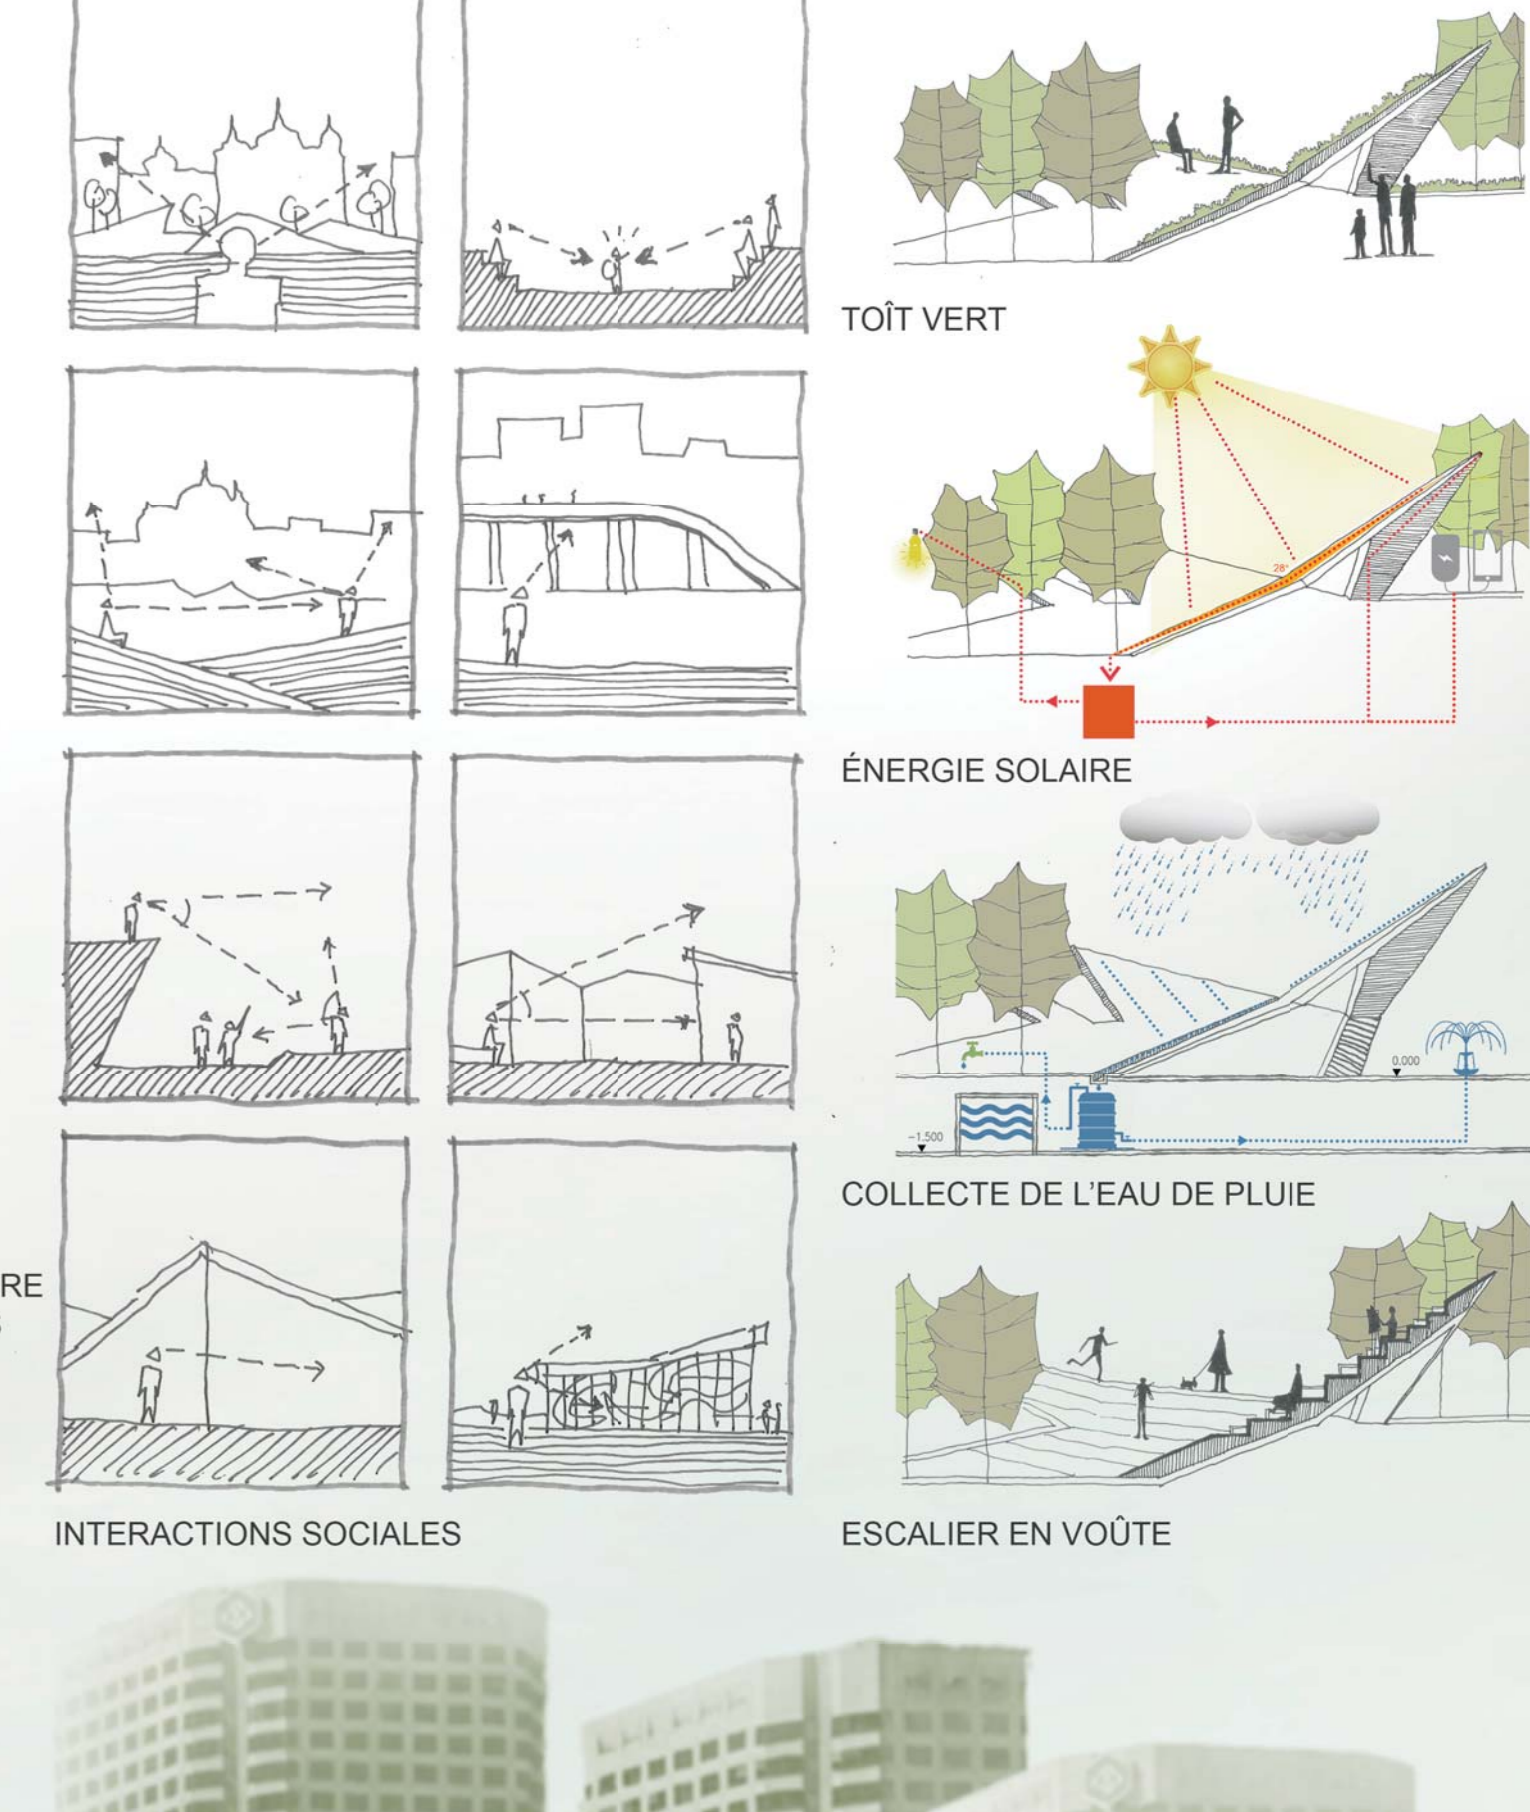 TOÎT VERT
28°
ÉNERGIE SOLAIRE
0.000
-1.500
COLLECTE DE L'EAU DE PLUIE
RE
INTERACTIONS SOCIALES
ESCALIER EN VOÛTE